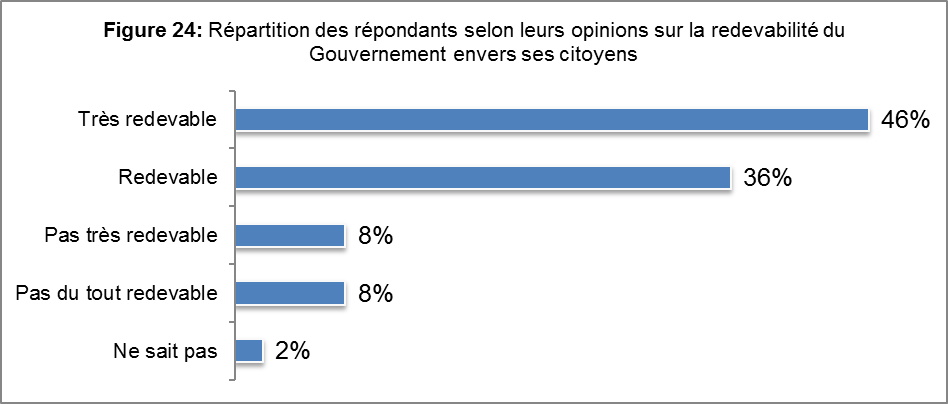 Figure 24: Répartition des répondants selon leurs opinions sur la redevabilité du
Gouvernement envers ses citoyens
Très redevable 46%
Redevable 36%
Pas très redevable 8%
Pas du tout redevable 8%
Ne sait pas 2%